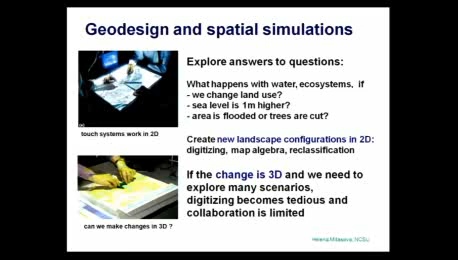 Geodesign and spatial simulations
Explore answers to questions:
What happens with water, ecosystems, if
- we change land use?
- sea level is 1m higher?
- area is flooded or trees are cut?
touch systems work in 2D
Create new landscape configurations in 2D:
digitizing, map algebra, reclassification
If the change is 3D and we need to
explore many scenarios,
digitizing becomes tedious and
collaboration is limited
can we make changes in 3D ?
Helena Mitasova, NCSU